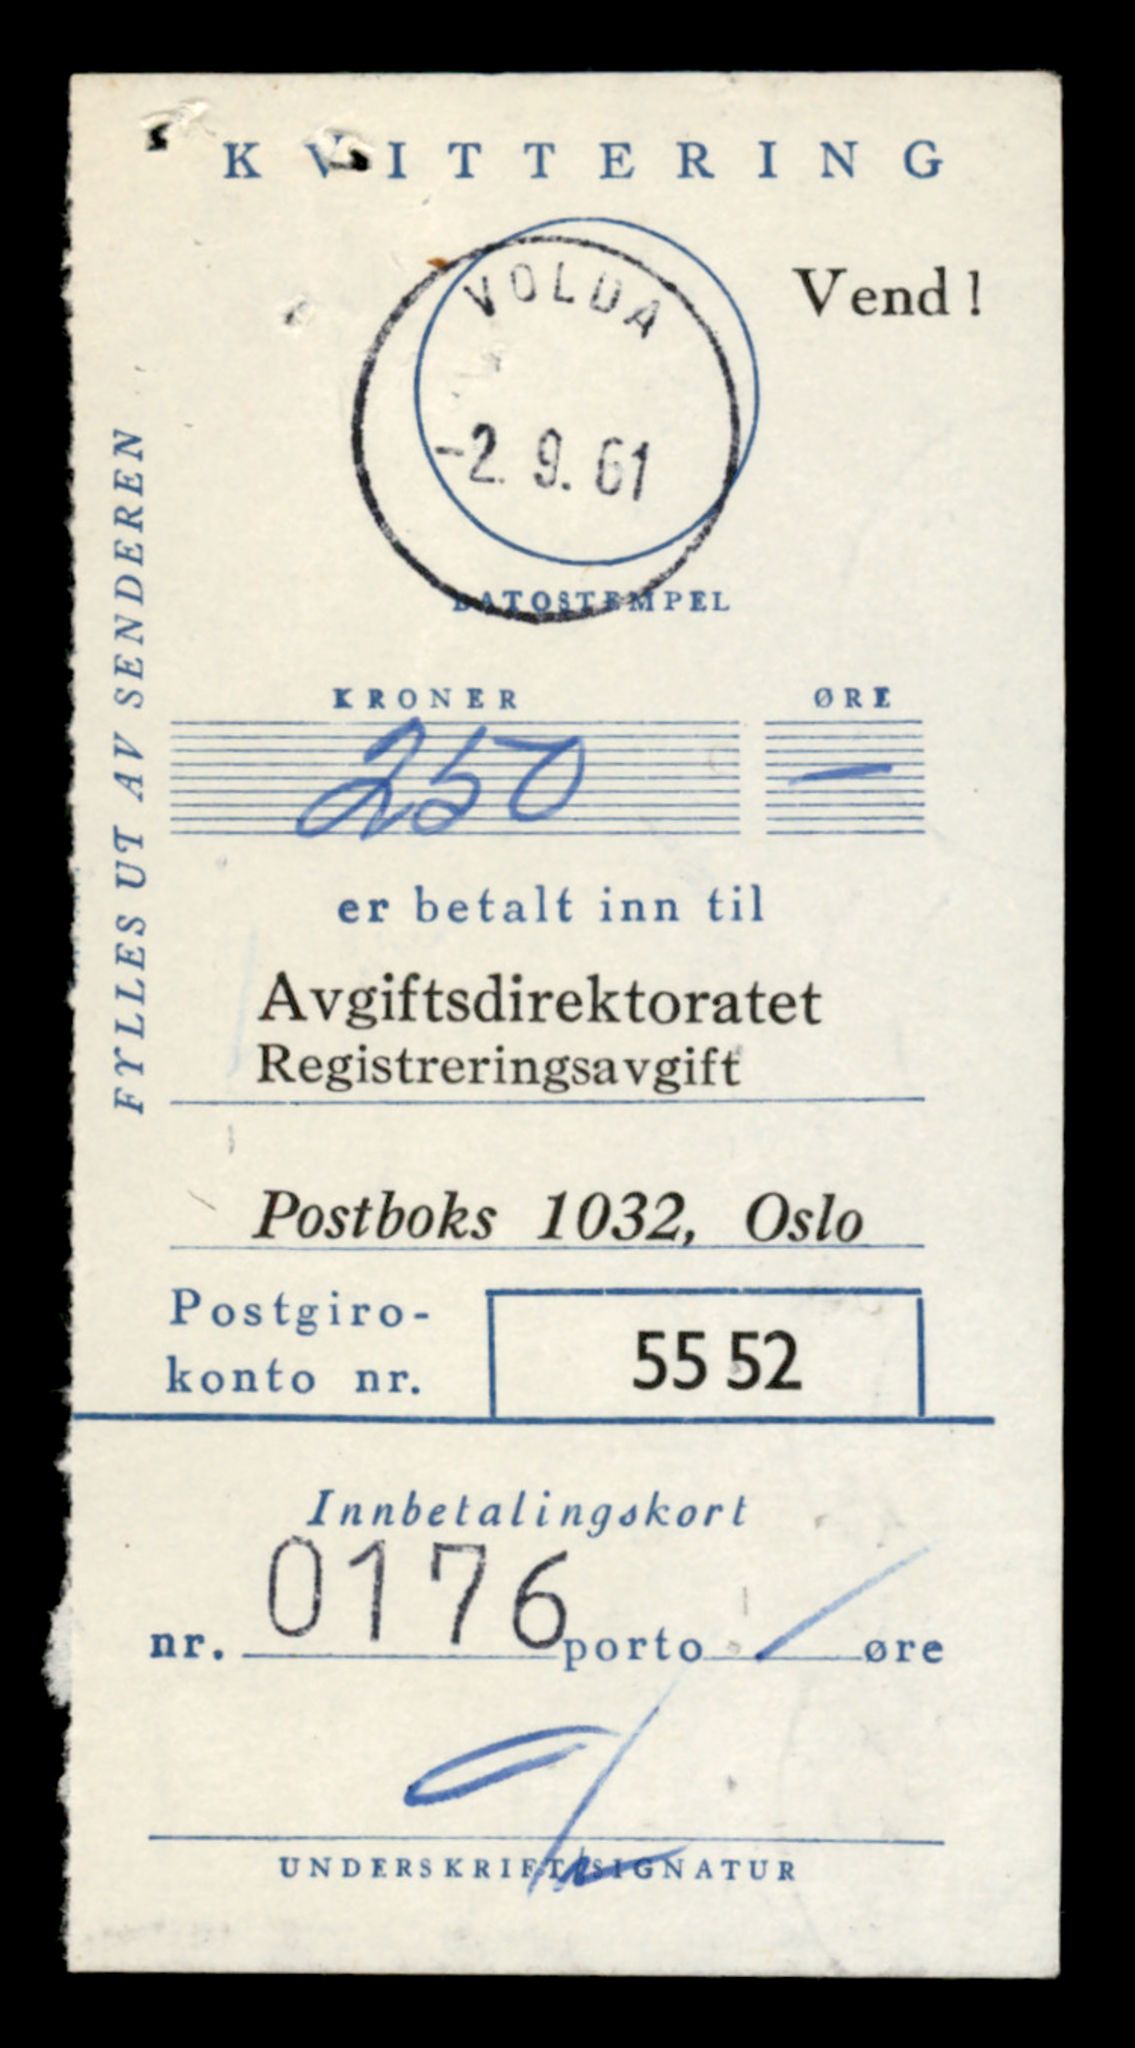 KVITTERING
VOLDA
Vend!
-2. 9. 61
DATOSTEMPEL
FYLLES UT AV SENDEREN
KRONER ØRE
250 —
er betalt inn til
Avgiftsdirektoratet
Registreringsavgift
Postboks 1032, Oslo
Postgiro-
konto nr. 55 52
Innbetalingskort
nr. 0176 porto / øre
UNDERSKRIFT/SIGNATUR